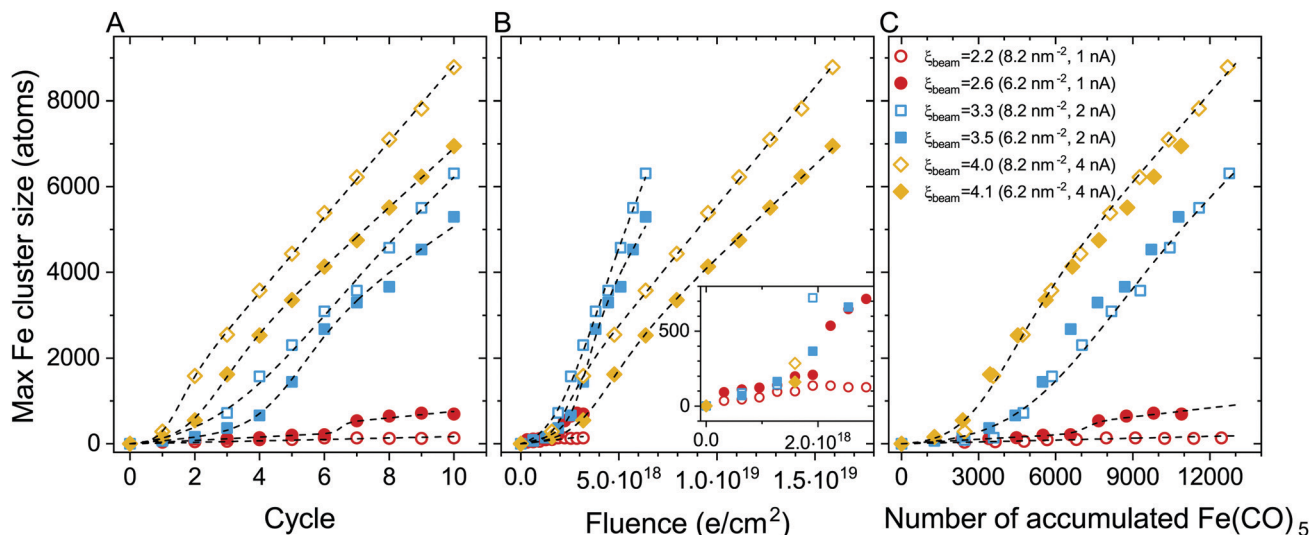 A
B
C
Max Fe cluster size (atoms)
8000
6000
4000
2000
0
0 2 4 6 8 10
Cycle
500
0
0.0 2.0·10¹⁸
0.0 5.0·10¹⁸ 1.0·10¹⁹ 1.5·10¹⁹
Fluence (e/cm²)
ξbeam=2.2 (8.2 nm⁻², 1 nA)
ξbeam=2.6 (6.2 nm⁻², 1 nA)
ξbeam=3.3 (8.2 nm⁻², 2 nA)
ξbeam=3.5 (6.2 nm⁻², 2 nA)
ξbeam=4.0 (8.2 nm⁻², 4 nA)
ξbeam=4.1 (6.2 nm⁻², 4 nA)
0 3000 6000 9000 12000
Number of accumulated Fe(CO)₅